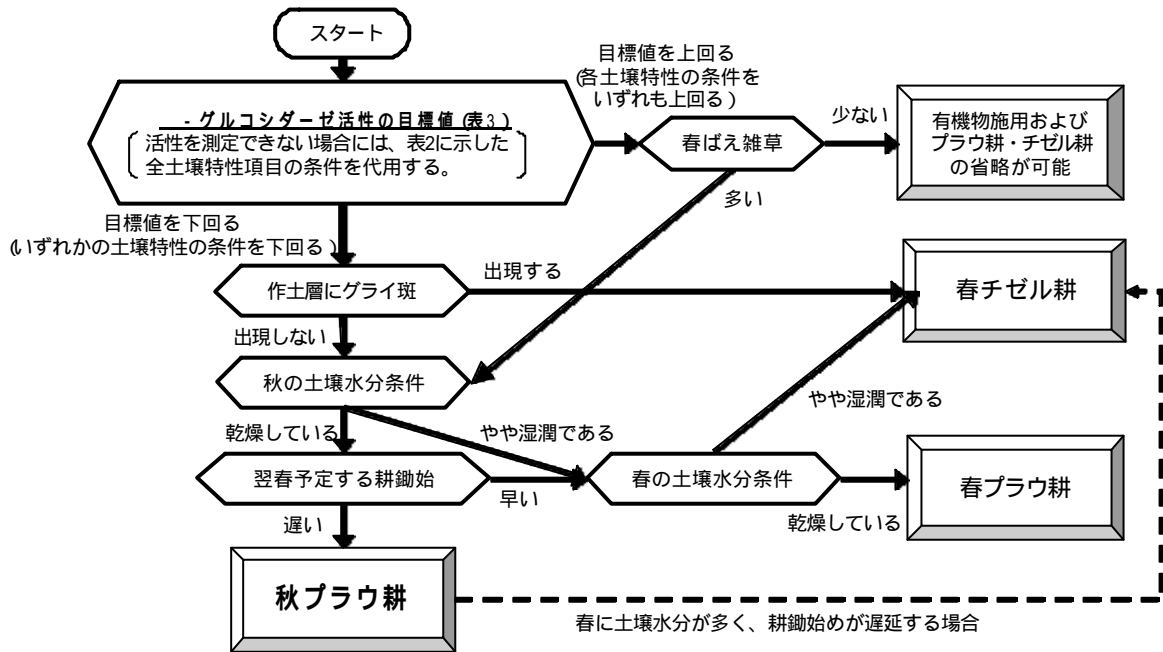 スタート
目標値を上回る
(各土壌特性の条件を
いずれも上回る)
- グルコシダーゼ活性の目標値(表3)
活性を測定できない場合には、表2に示した
全土壌特性項目の条件を代用する。
春ばえ雑草
少ない
有機物施用および
プラウ耕・チゼル耕
の省略が可能
多い
目標値を下回る
(いずれかの土壌特性の条件を下回る)
作土層にグライ斑
出現する
春チゼル耕
出現しない
秋の土壌水分条件
やや湿潤である
乾燥している
やや湿潤である
翌春予定する耕鋤始
早い
春の土壌水分条件
春プラウ耕
乾燥している
遅い
秋プラウ耕
春に土壌水分が多く、耕鋤始めが遅延する場合